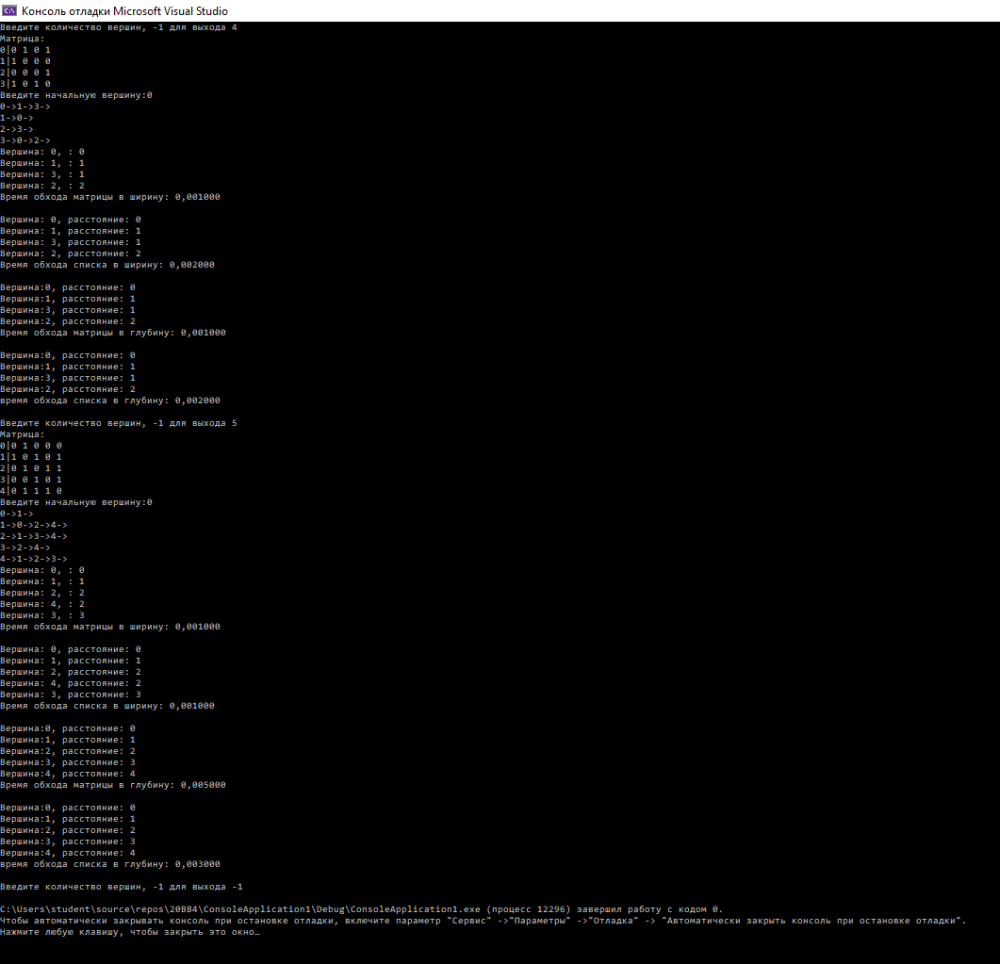 Консоль отладки Microsoft Visual Studio
Введите количество вершин, -1 для выхода 4
Матрица:
0|0 1 0 1
1|1 0 0 0
2|0 0 0 1
3|1 0 1 0
Введите начальную вершину:0
0->1->3->
1->0->
2->3->
3->0->2->
Вершина: 0, : 0
Вершина: 1, : 1
Вершина: 3, : 1
Вершина: 2, : 2
Время обхода матрицы в ширину: 0,001000
Вершина: 0, расстояние: 0
Вершина: 1, расстояние: 1
Вершина: 3, расстояние: 1
Вершина: 2, расстояние: 2
Время обхода списка в ширину: 0,002000
Вершина:0, расстояние: 0
Вершина:1, расстояние: 1
Вершина:3, расстояние: 1
Вершина:2, расстояние: 2
Время обхода матрицы в глубину: 0,001000
Вершина:0, расстояние: 0
Вершина:1, расстояние: 1
Вершина:3, расстояние: 1
Вершина:2, расстояние: 2
время обхода списка в глубину: 0,002000
Введите количество вершин, -1 для выхода 5
Матрица:
0|0 1 0 0 0
1|1 0 1 0 1
2|0 1 0 1 1
3|0 0 1 0 1
4|0 1 1 1 0
Введите начальную вершину:0
0->1->
1->0->2->4->
2->1->3->4->
3->2->4->
4->1->2->3->
Вершина: 0, : 0
Вершина: 1, : 1
Вершина: 2, : 2
Вершина: 4, : 2
Вершина: 3, : 3
Время обхода матрицы в ширину: 0,001000
Вершина: 0, расстояние: 0
Вершина: 1, расстояние: 1
Вершина: 2, расстояние: 2
Вершина: 4, расстояние: 2
Вершина: 3, расстояние: 3
Время обхода списка в ширину: 0,001000
Вершина:0, расстояние: 0
Вершина:1, расстояние: 1
Вершина:2, расстояние: 2
Вершина:3, расстояние: 3
Вершина:4, расстояние: 4
Время обхода матрицы в глубину: 0,005000
Вершина:0, расстояние: 0
Вершина:1, расстояние: 1
Вершина:2, расстояние: 2
Вершина:3, расстояние: 3
Вершина:4, расстояние: 4
время обхода списка в глубину: 0,003000
Введите количество вершин, -1 для выхода -1
C:\Users\student\source\repos\20ВВ4\ConsoleApplication1\Debug\ConsoleApplication1.exe (процесс 12296) завершил работу с кодом 0.
Чтобы автоматически закрывать консоль при остановке отладки, включите параметр "Сервис" ->"Параметры" ->"Отладка" -> "Автоматически закрыть консоль при остановке отладки".
Нажмите любую клавишу, чтобы закрыть это окно…